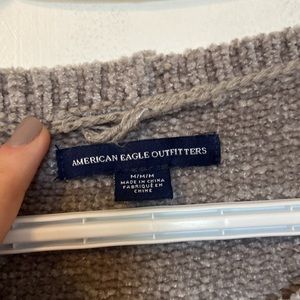 AMERICAN EAGLE OUTFITTERS
M/M/M
MADE IN CHINA
FABRIQUÉ EN
CHINE